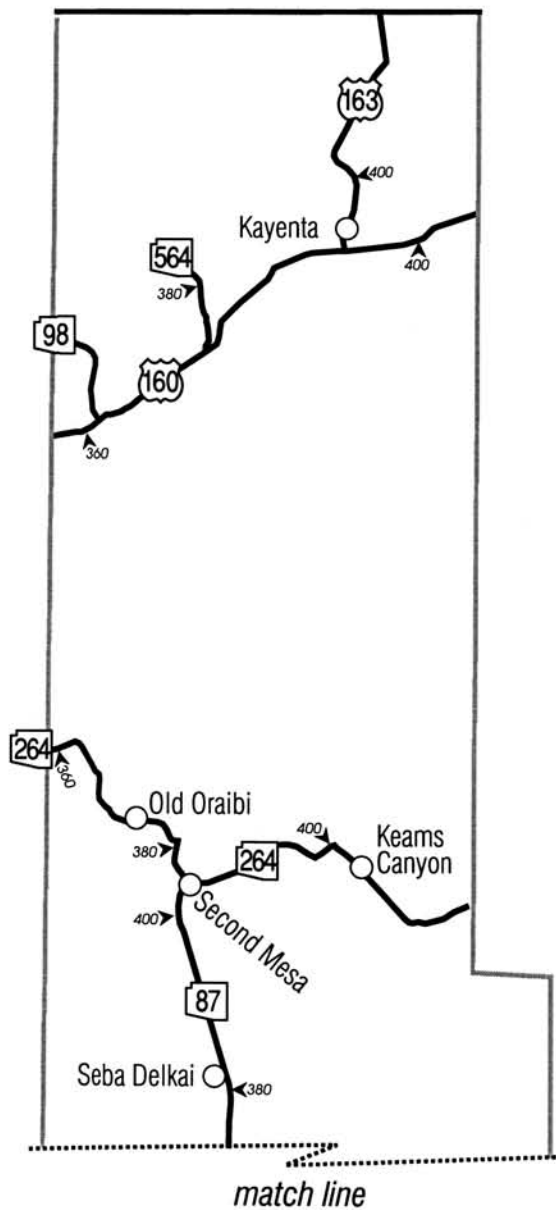 163
400
Kayenta
564
380
400
98
160
360
264
360
Old Oraibi
380
264
400
Keams
Canyon
Second Mesa
400
87
Seba Delkai
380
match line